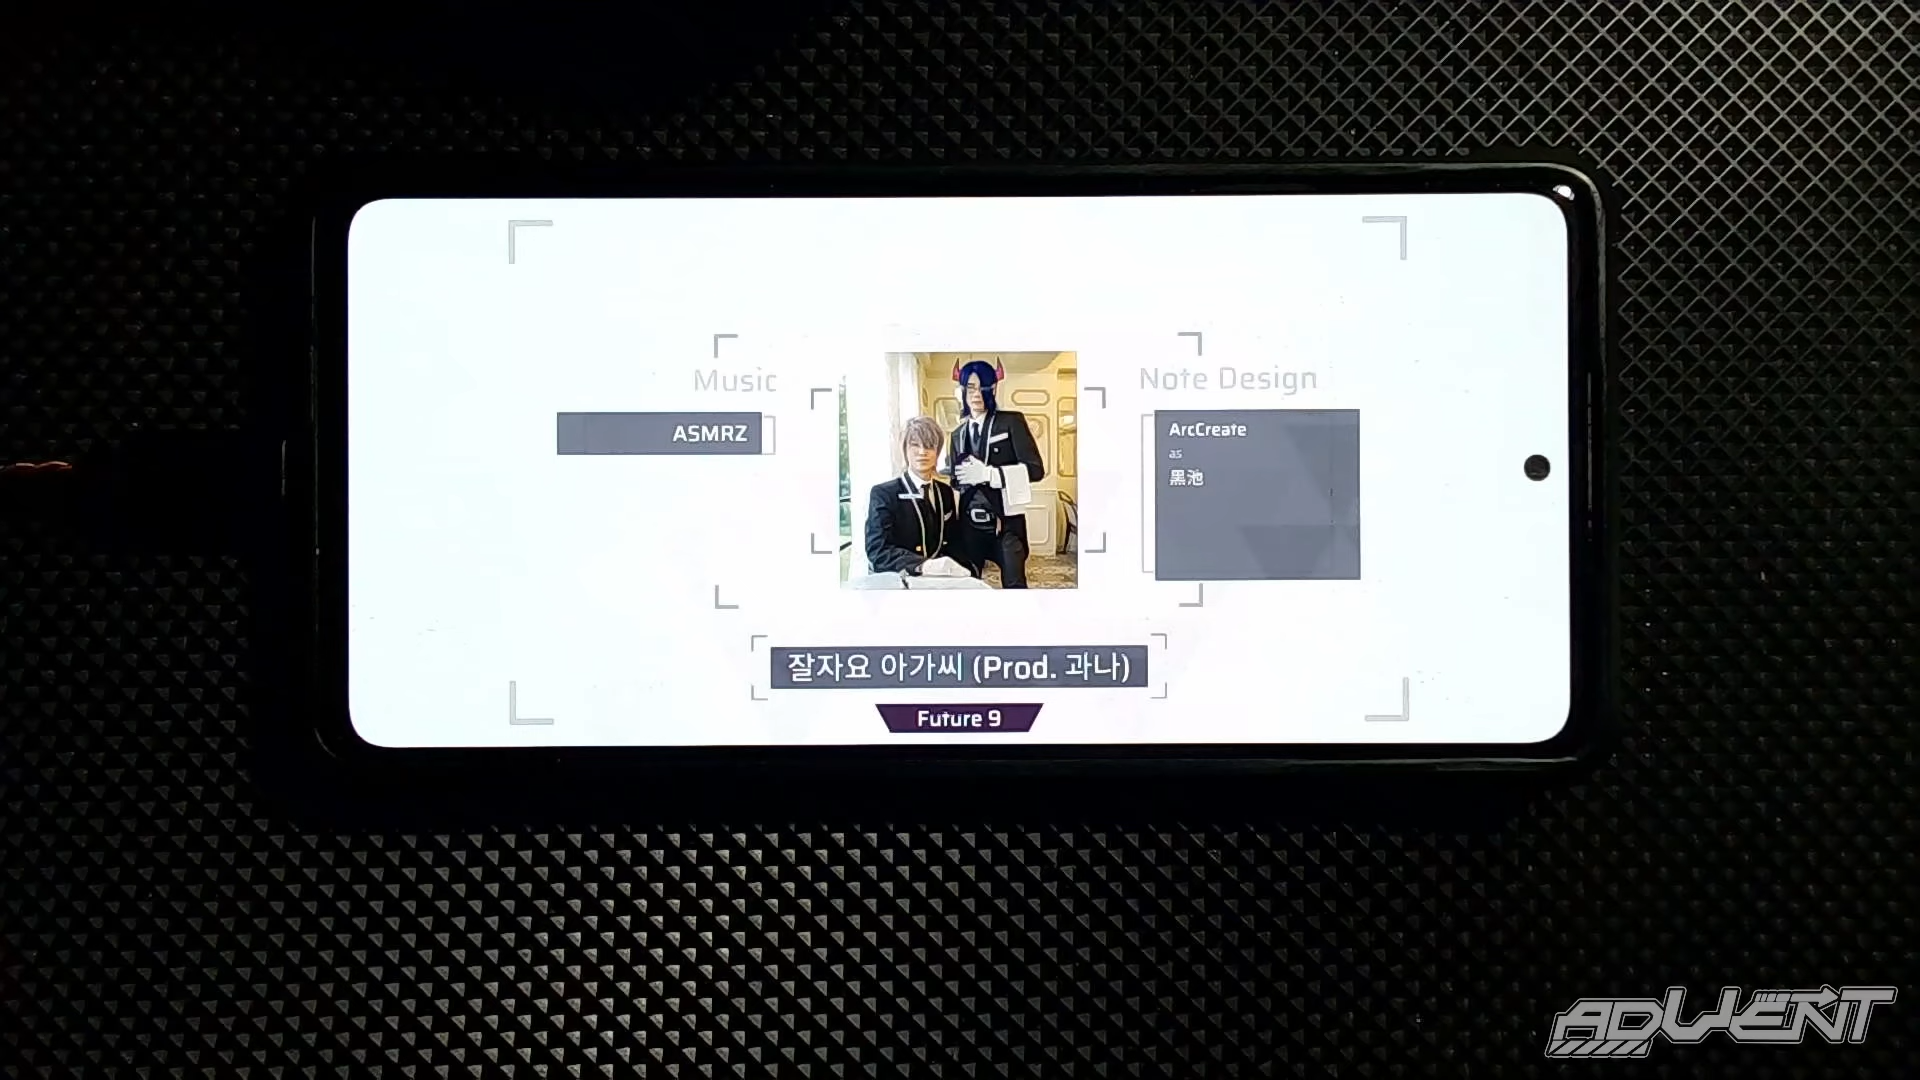 Music
ASMRZ
Note Design
ArcCreate
as
黑池
잘자요 아가씨 (Prod. 과나)
Future 9
ADWENT